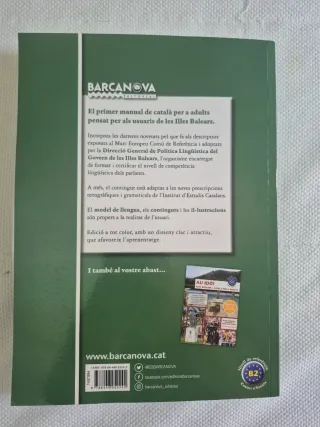 BARCANOVA
EDITORIAL
El primer manual de català per a adults
pensat per als usuaris de les Illes Balears.
Incorpora les darreres novetats pel que fa als descriptors
exposats al Marc Europeu Comú de Referència i adoptats
per la Direcció General de Política Lingüística del
Govern de les Illes Balears, l'organisme encarregat
de formar i certificar el nivell de competència
lingüística dels parlants.
A més, el contingut està adaptat a les noves prescripcions
ortogràfiques i gramaticals de l'Institut d'Estudis Catalans.
El model de llengua, els continguts i les il·lustracions
són propers a la realitat de l'usuari.
Edició a tot color, amb un disseny clar i atractiu,
que afavoreix l'aprenentatge.
I també al vostre abast...
AU IDÒ!
www.barcanova.cat
B2